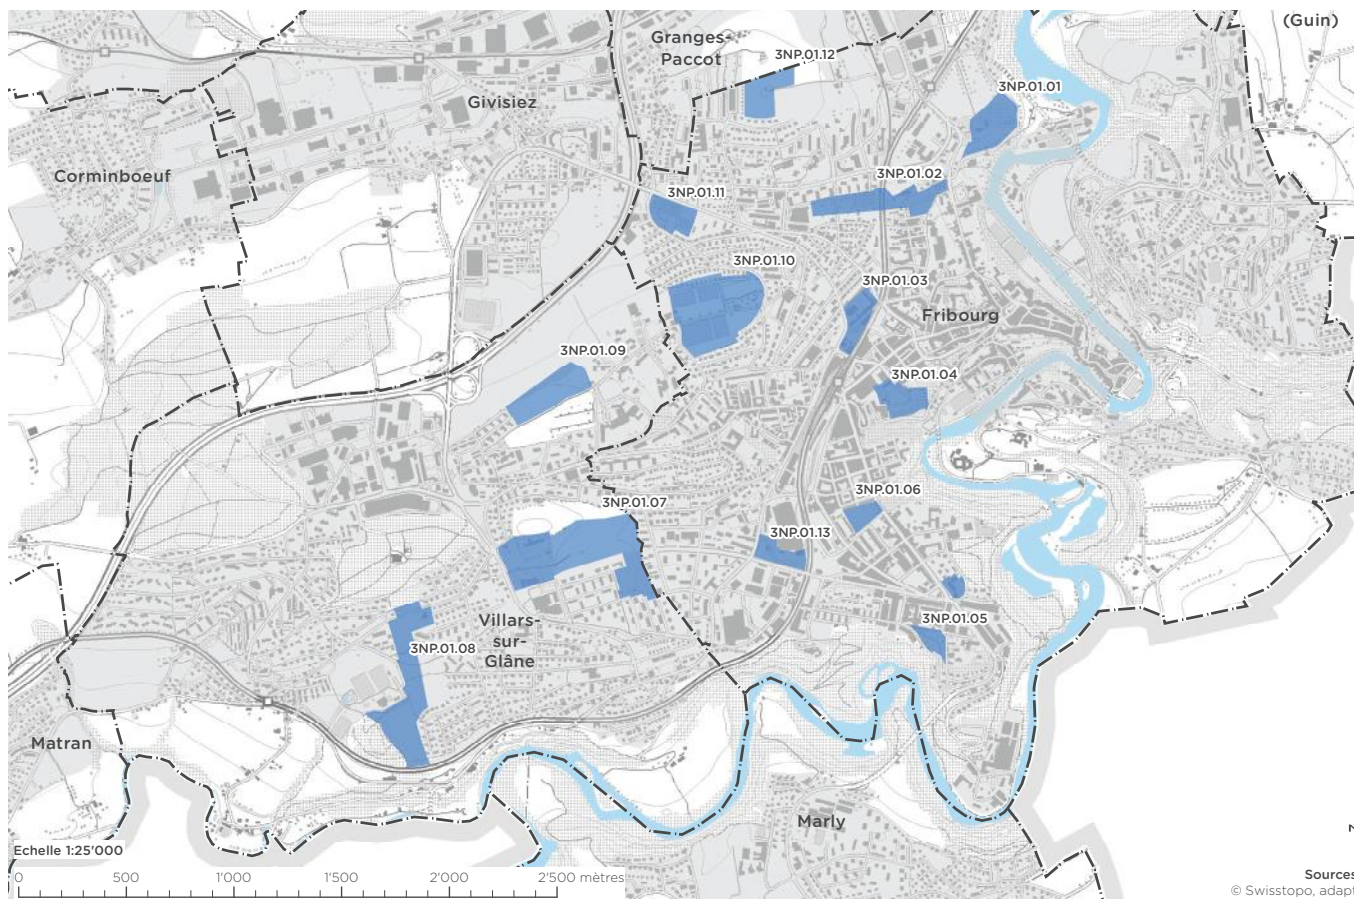 (Guin)
Granges-
Paccot
3NP.01.12
3NP.01.01
Givisiez
Corminboeuf
3NP.01.02
3NP.01.11
3NP.01.10
3NP.01.03
Fribourg
3NP.01.09
3NP.01.04
3NP.01.07
3NP.01.06
3NP.01.13
3NP.01.05
Villars-
sur-
Glâne
3NP.01.08
Matran
Marly
Echelle 1:25'000
0 500 1'000 1'500 2'000 2'500 mètres
Sources
© Swisstopo, adapt